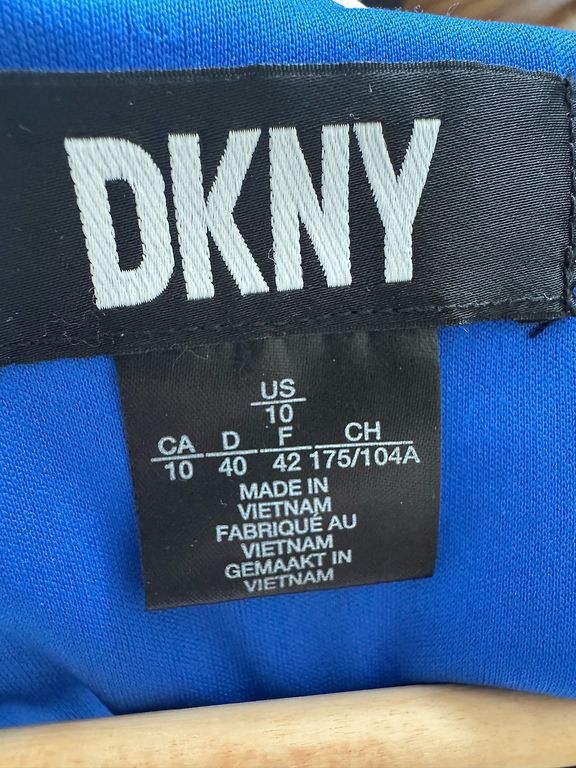 DKNY
US
10
CA D F CH
10 40 42 175/104A
MADE IN
VIETNAM
FABRIQUÉ AU
VIETNAM
GEMAAKT IN
VIETNAM